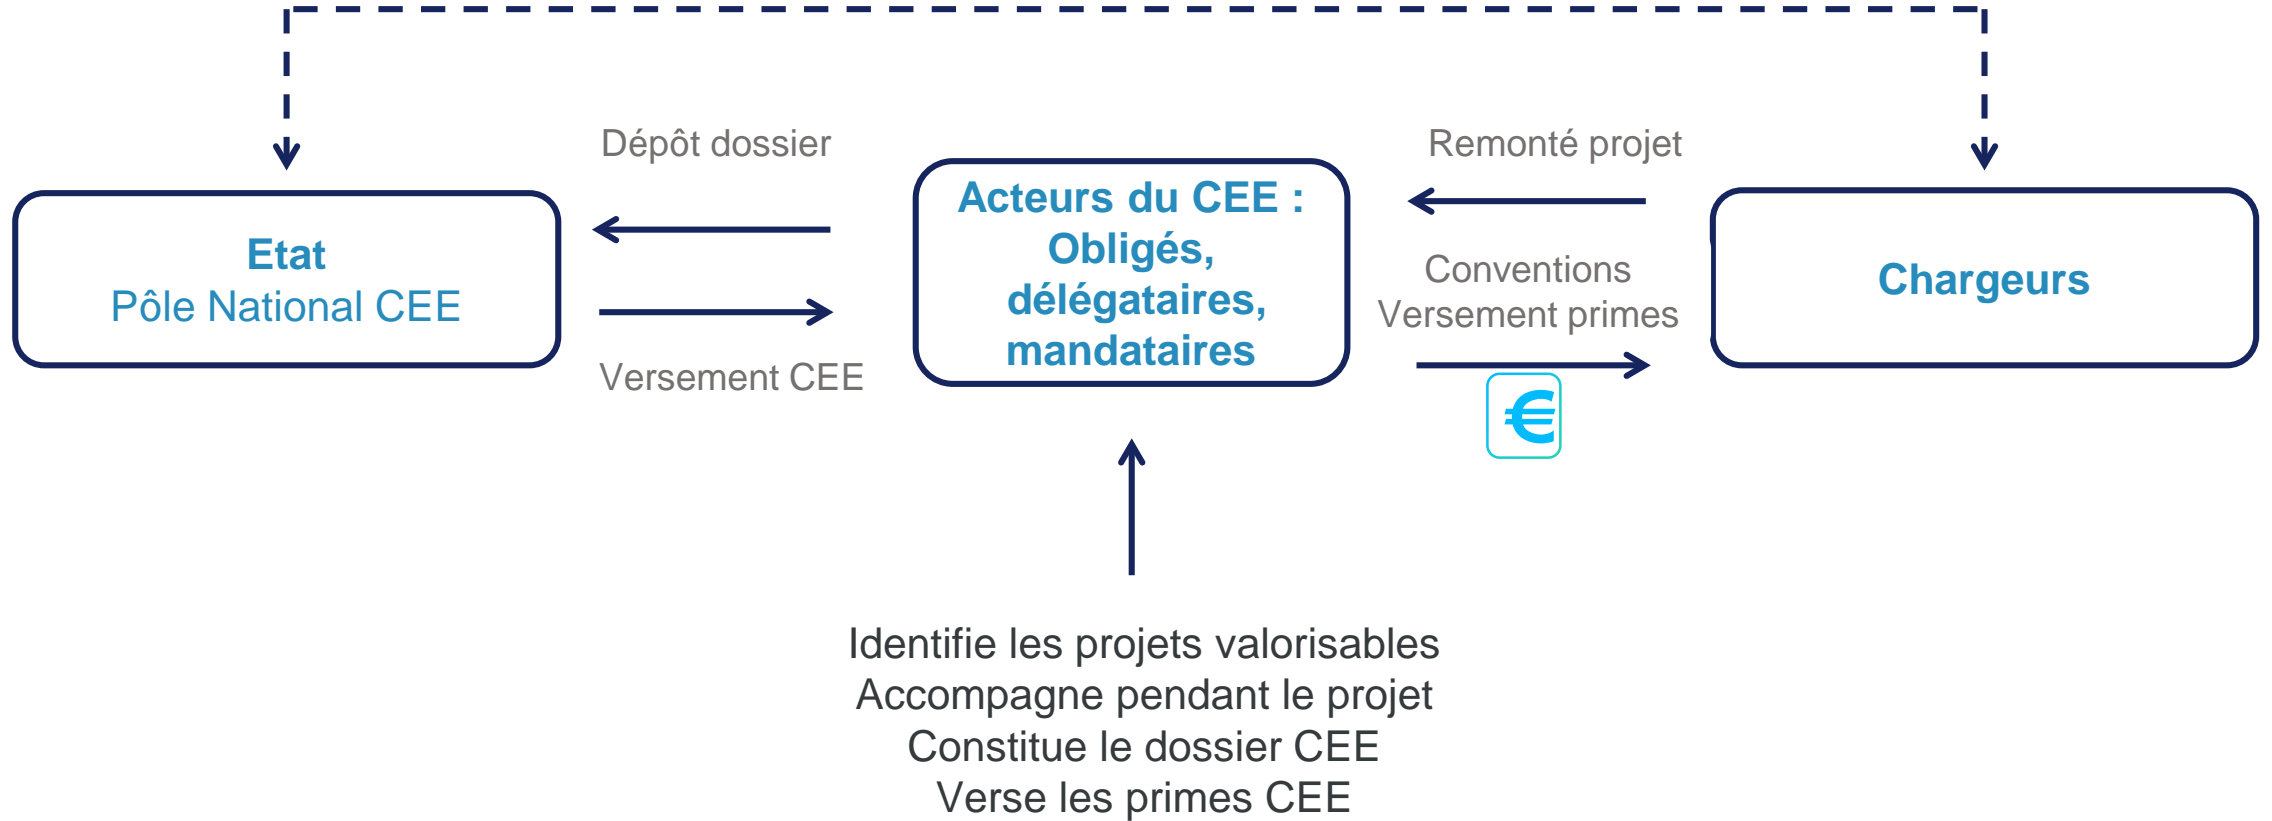 Dépôt dossier
Remonté projet
Etat
Pôle National CEE
Acteurs du CEE :
Obligés,
délégataires,
mandataires
Conventions
Versement primes
Chargeurs
Versement CEE
€
Identifie les projets valorisables
Accompagne pendant le projet
Constitue le dossier CEE
Verse les primes CEE